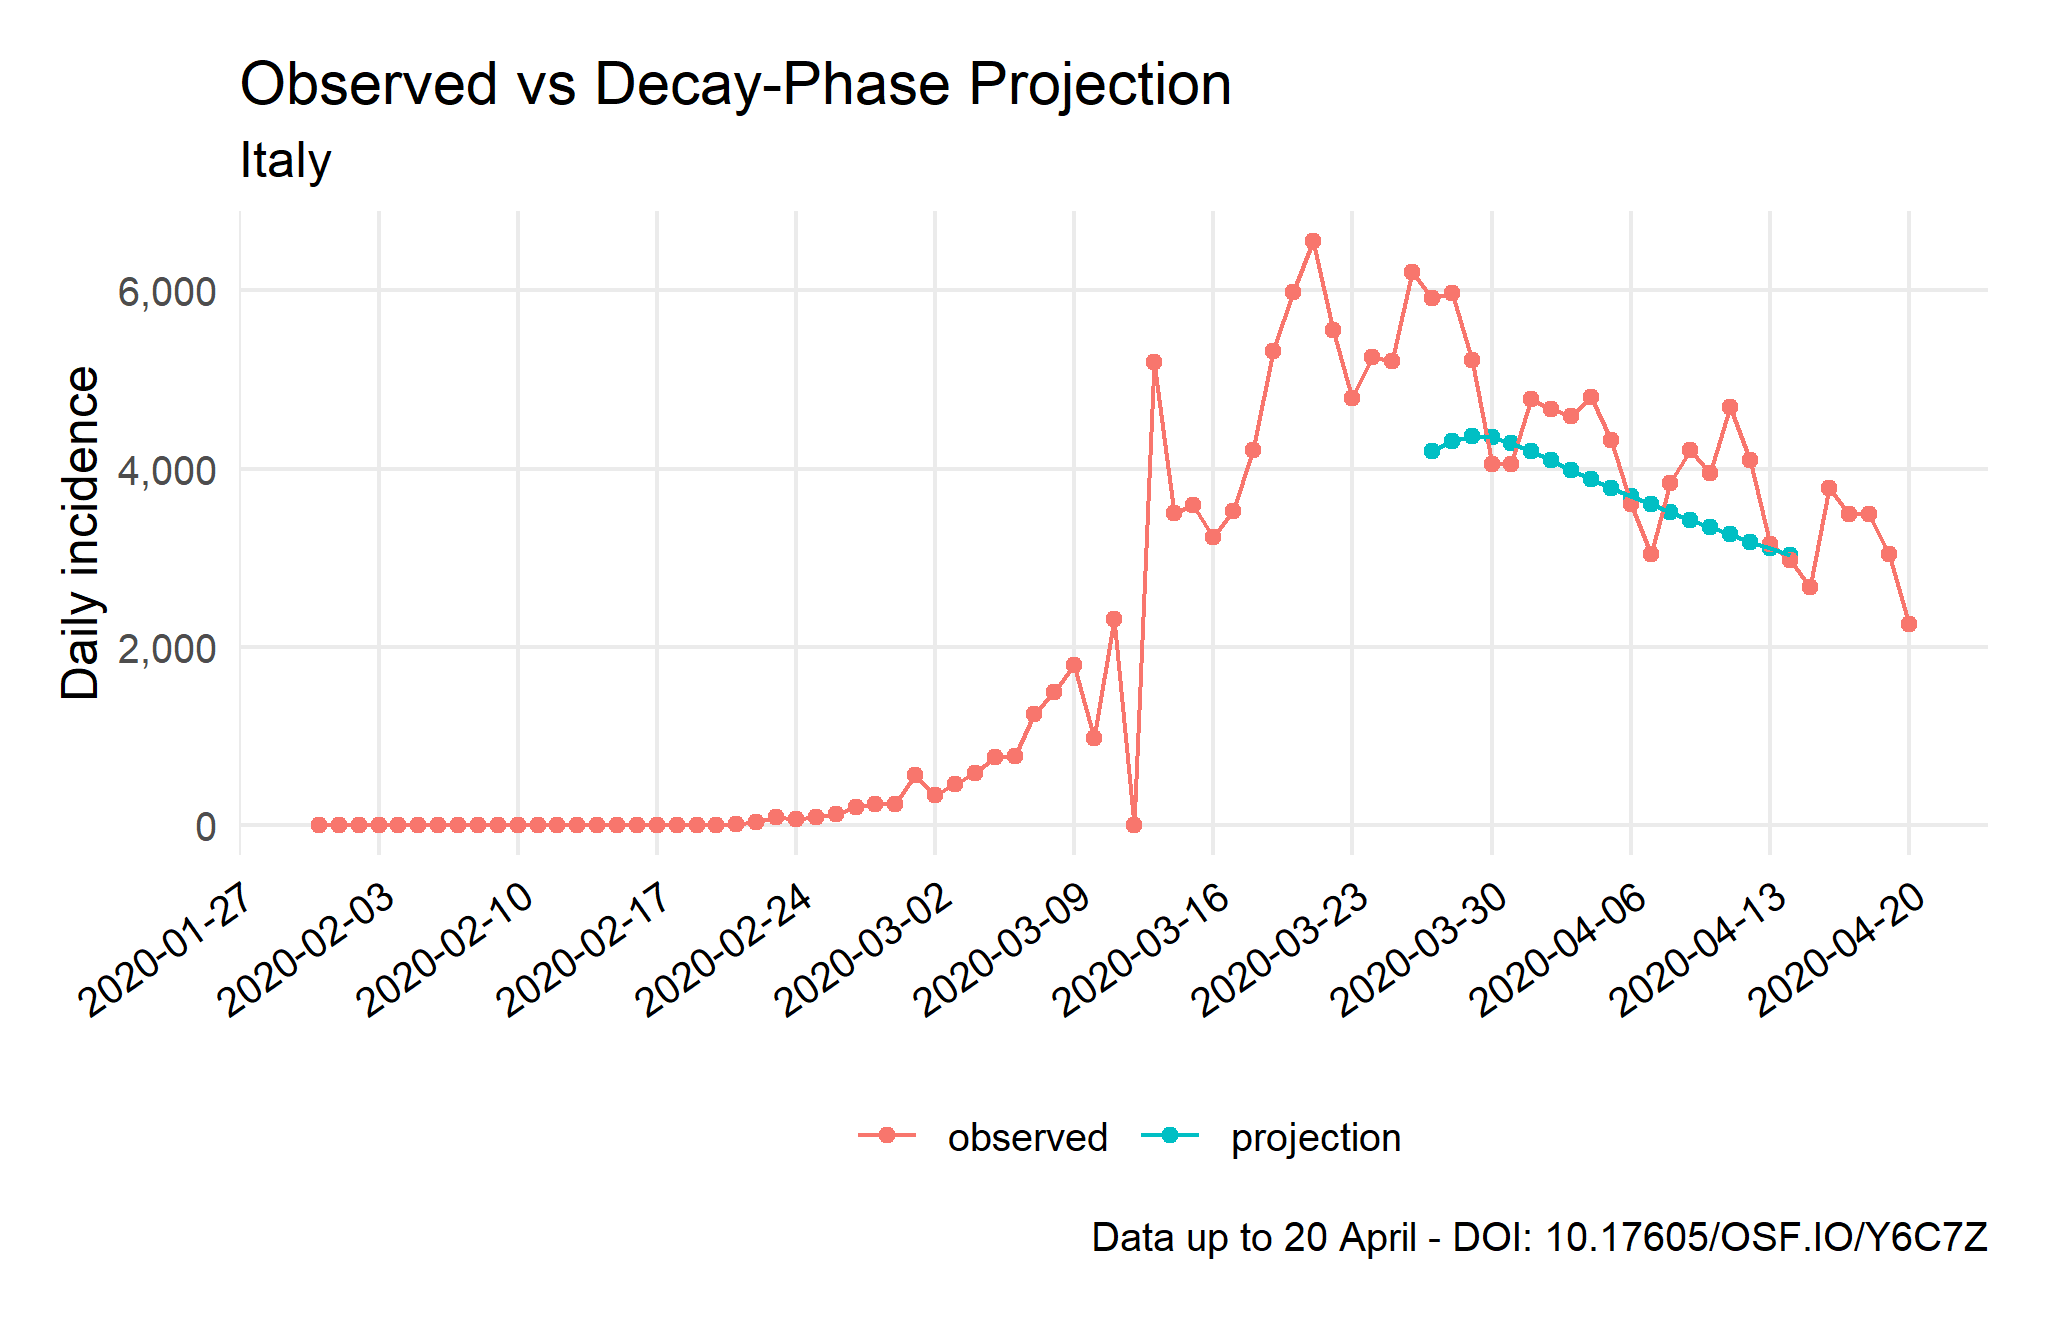 Observed vs Decay-Phase Projection
Italy
Daily incidence
6,000
4,000
2,000
0
2020-01-27
2020-02-03
2020-02-10
2020-02-17
2020-02-24
2020-03-02
2020-03-09
2020-03-16
2020-03-23
2020-03-30
2020-04-06
2020-04-13
2020-04-20
observed
projection
Data up to 20 April - DOI: 10.17605/OSF.IO/Y6C7Z